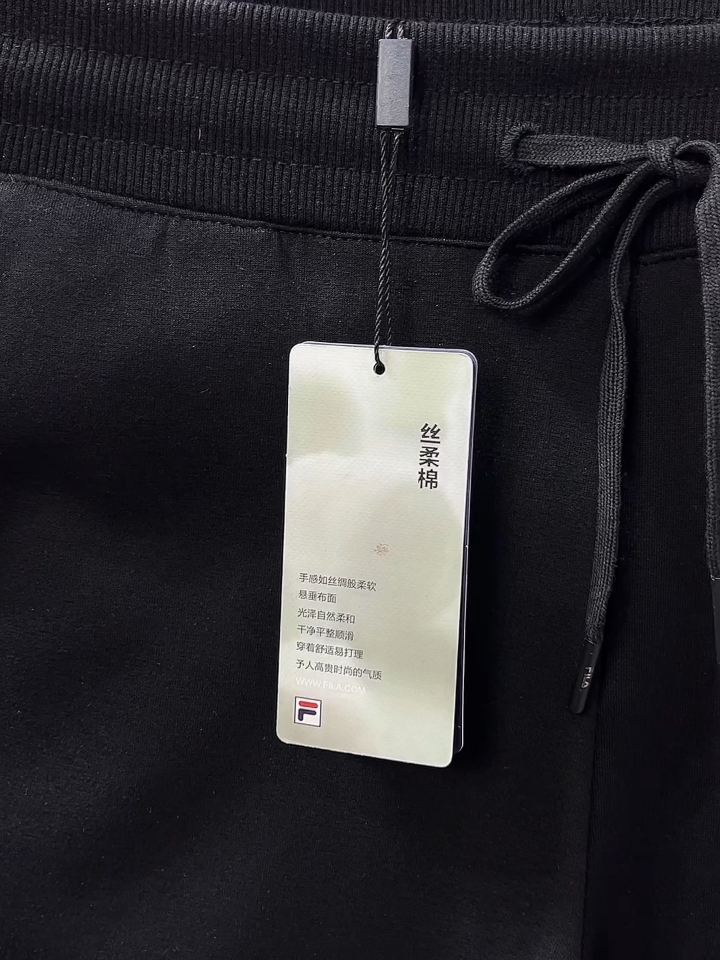 丝柔棉
手感如丝绸般柔软
悬垂布面
光泽自然柔和
干净平整顺滑
穿着舒适易打理
予人高贵时尚的气质
WWW.FILA.COM
FILA